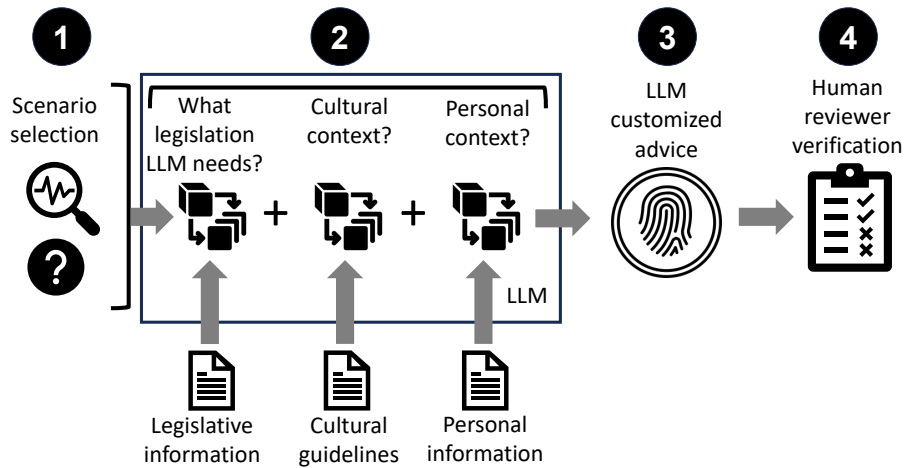 1
Scenario
selection
?
2
What
legislation
LLM needs?
+
Cultural
context?
+
Personal
context?
LLM
Legislative
information
Cultural
guidelines
Personal
information
3
LLM
customized
advice
4
Human
reviewer
verification